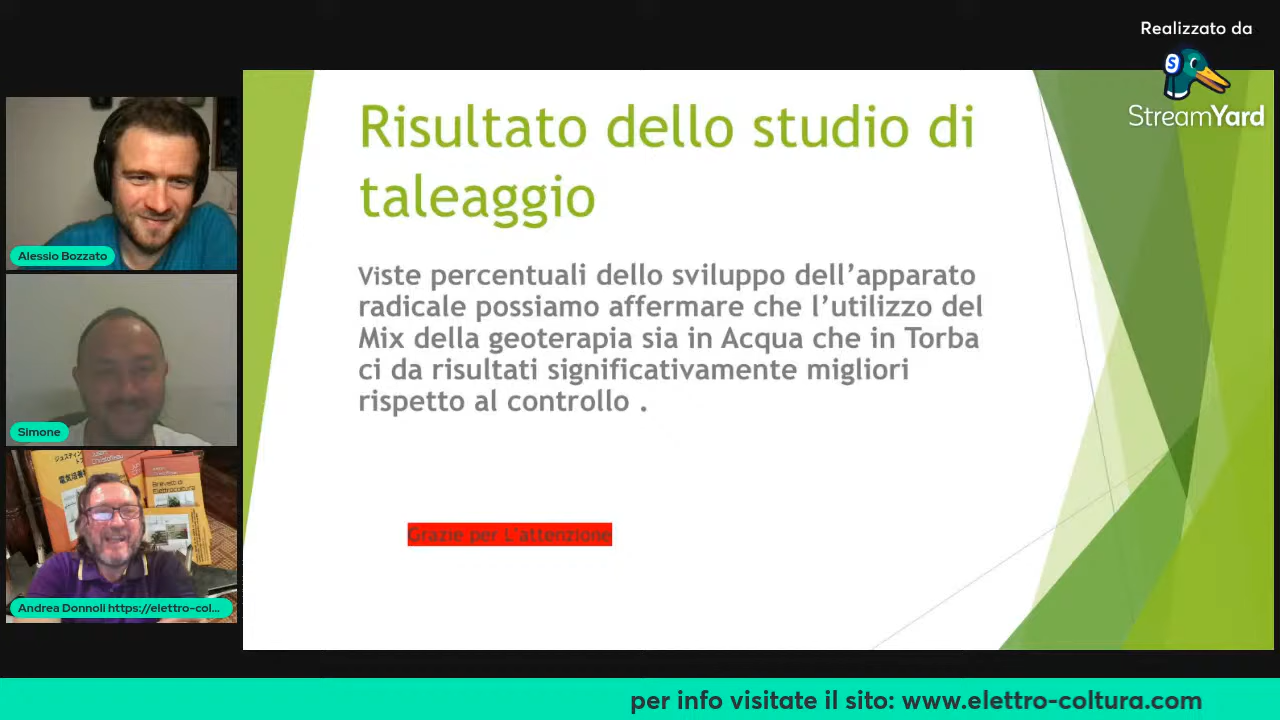 Realizzato da
StreamYard
Risultato dello studio di
taleaggio
Viste percentuali dello sviluppo dell’apparato
radicale possiamo affermare che l’utilizzo del
Mix della geoterapia sia in Acqua che in Torba
ci da risultati significativamente migliori
rispetto al controllo .
Grazie per L’attenzione
Alessio Bozzato
Simone
Brevetti di
Elettrocoltura
Andrea Donnoli https://elettro-col...
per info visitate il sito: www.elettro-coltura.com